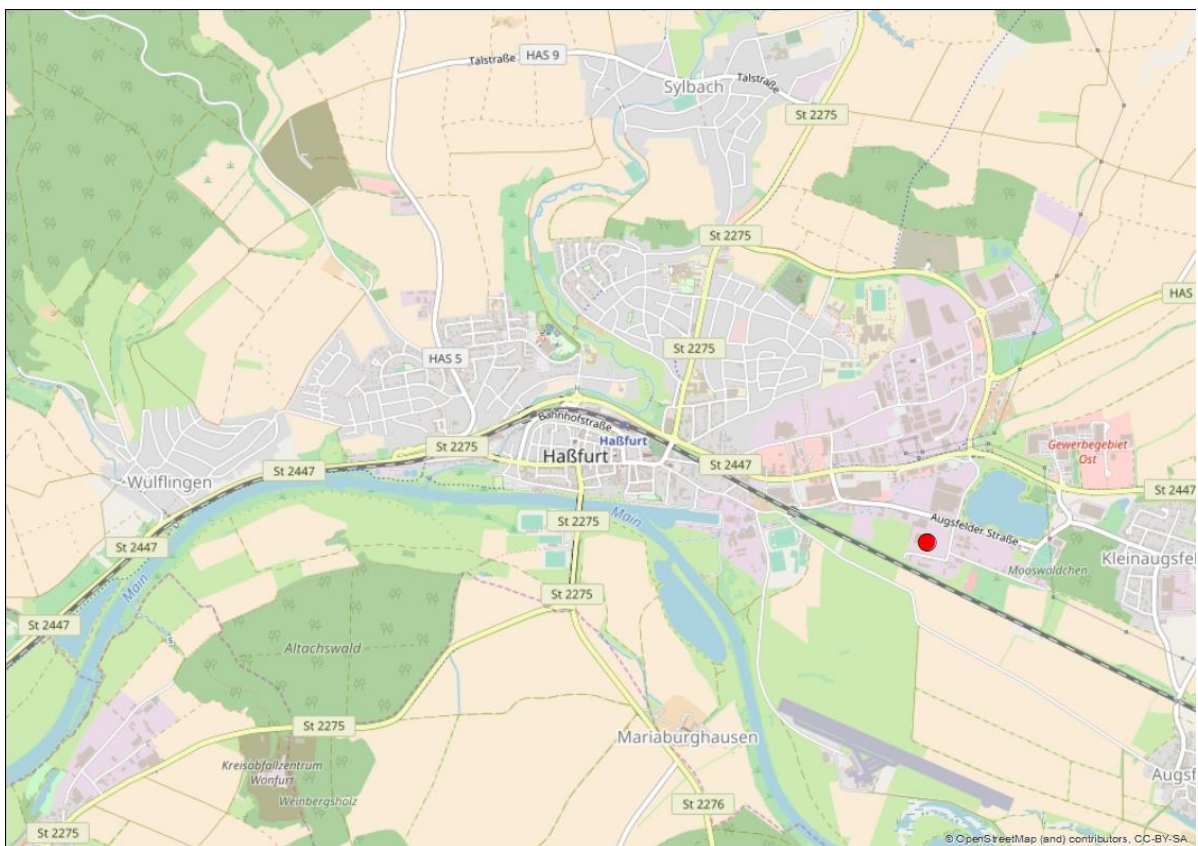 HAS 9
Talstraße
Talstraße
Sylbach
St 2275
St 2275
HAS
St 2275
HAS 5
Bahnhofstraße
Haßfurt
Haßfurt
St 2275
St 2447
Gewerbegebiet
Ost
St 2447
Wülflingen
St 2447
St 2447
St 2275
Main
Augsfelder Straße
Main
Mooswäldchen
Kleinaugsfel
St 2275
St 2447
Altachswald
St 2275
Mariaburghausen
Kreisabfallzentrum
Wonfurt
Weinbergsholz
Augsf
St 2276
St 2275
© OpenStreetMap (and) contributors, CC-BY-SA